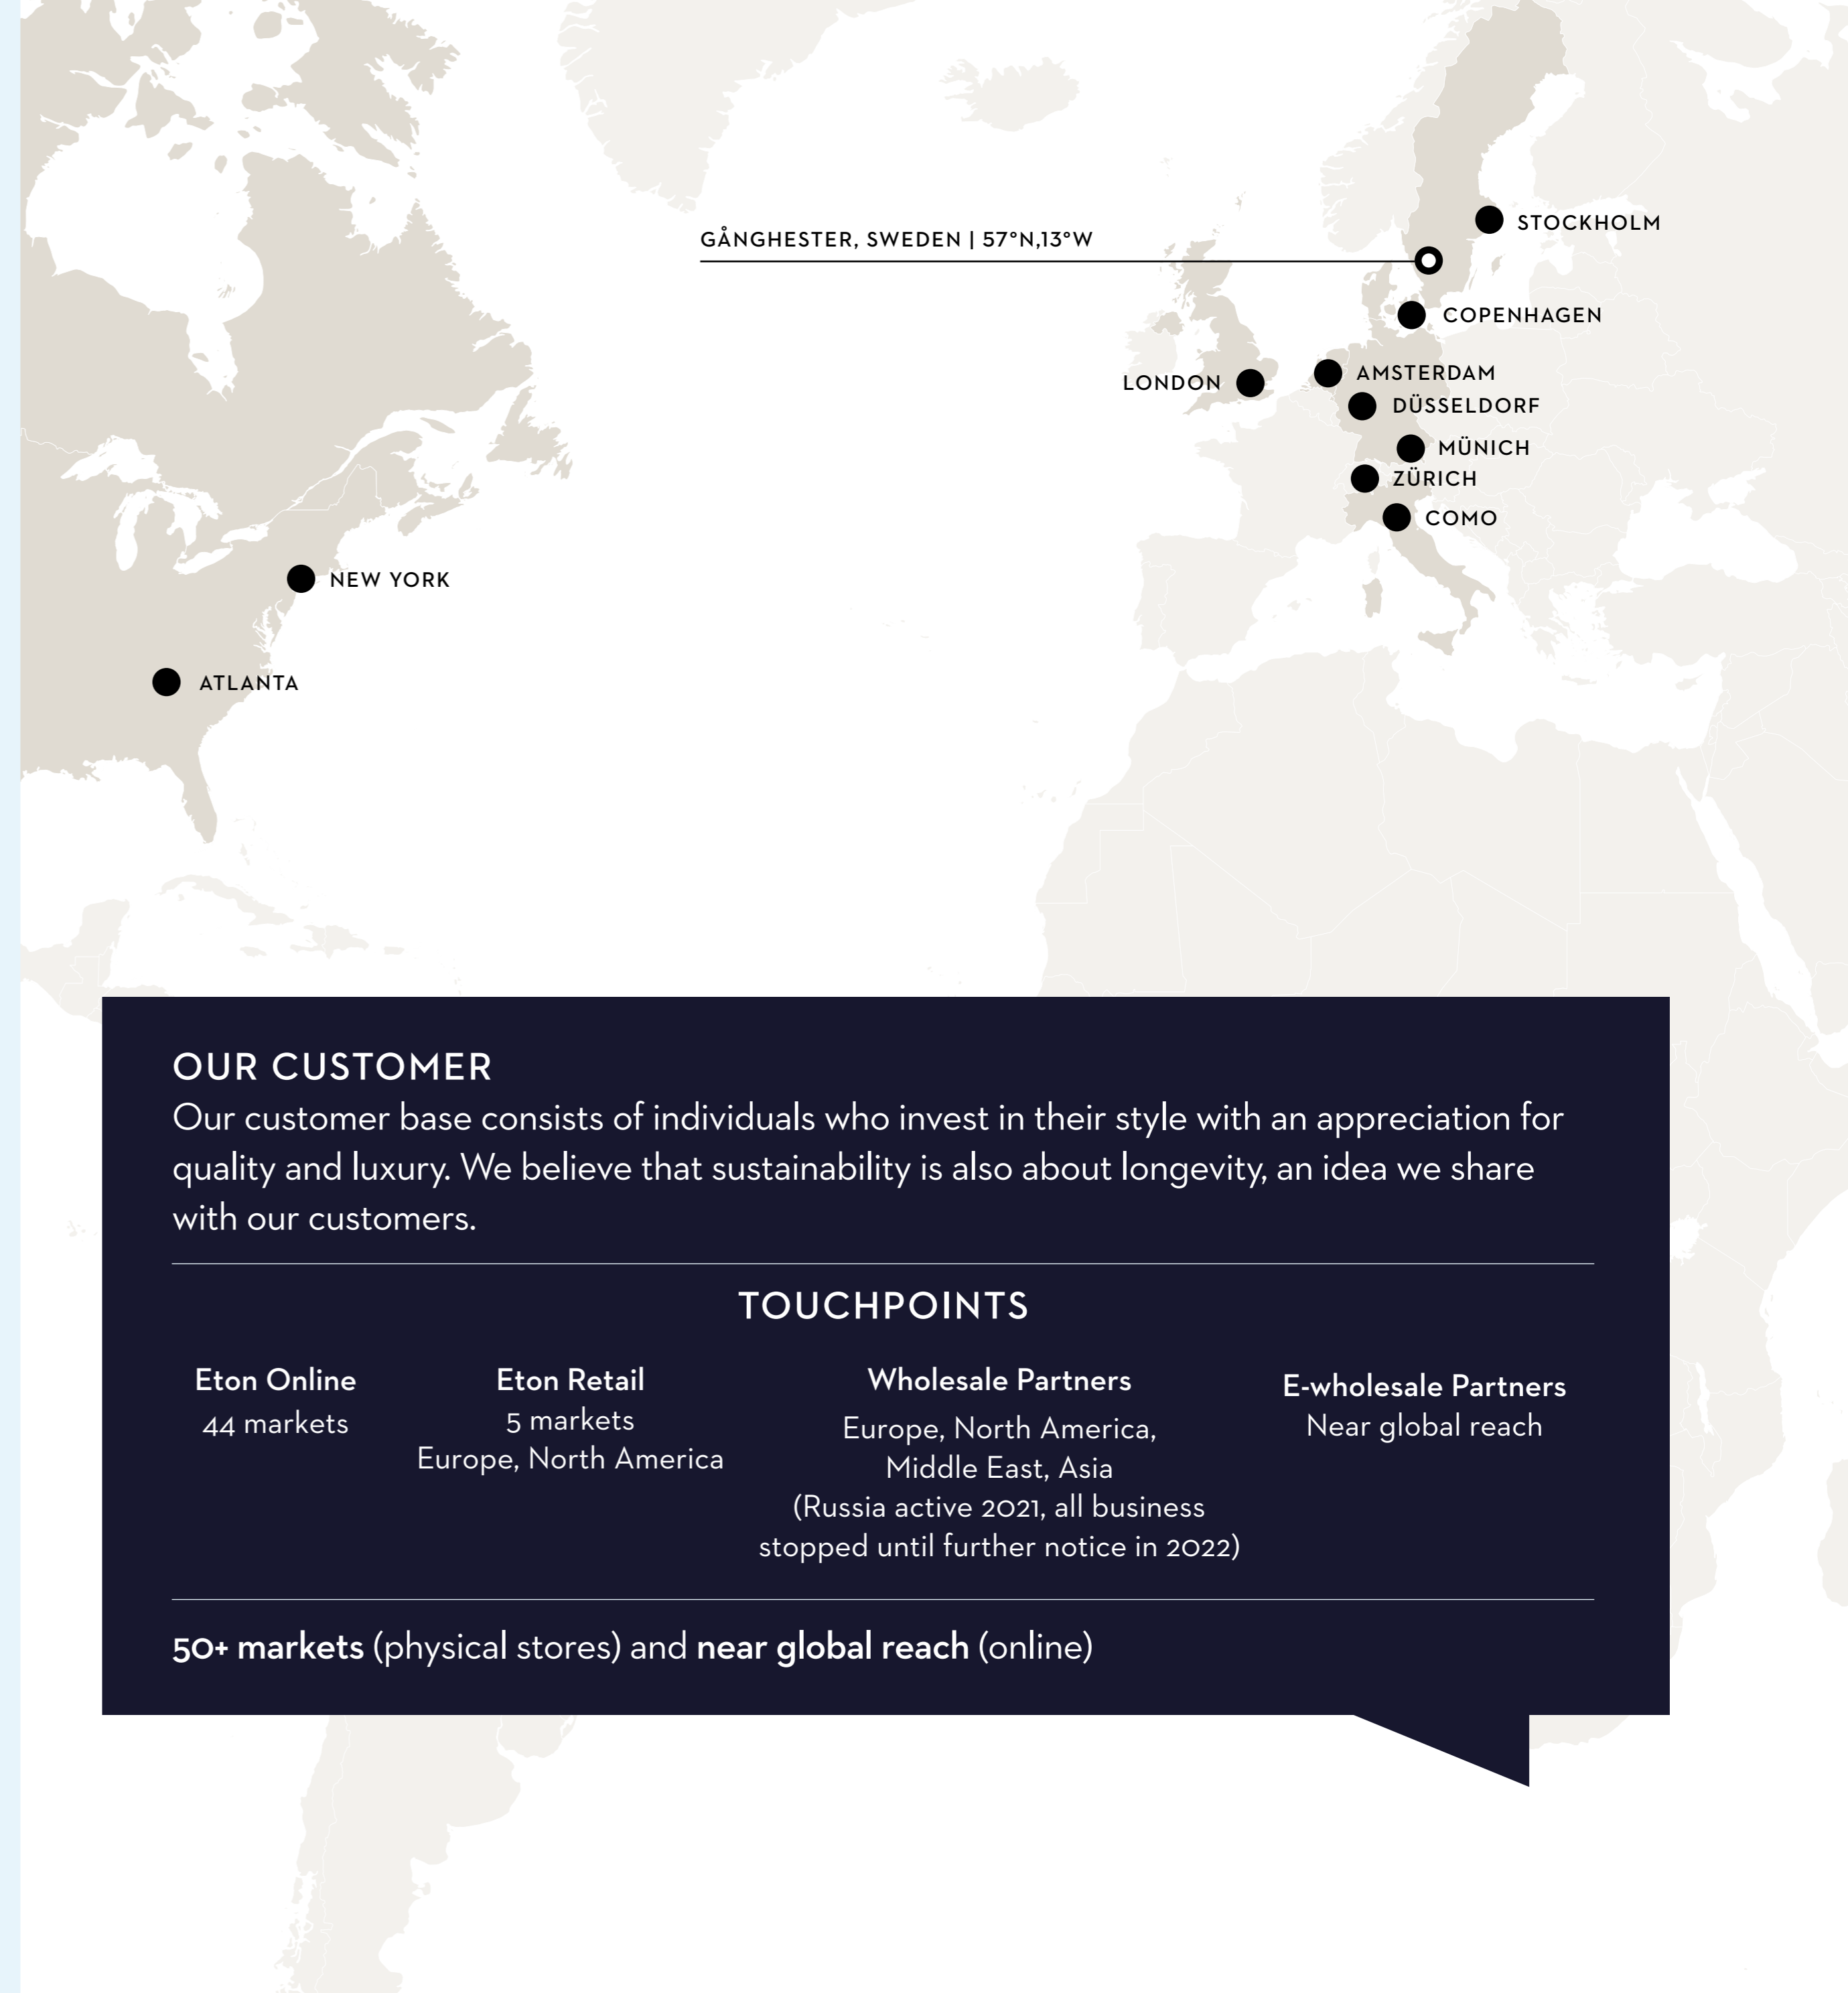 GÅNGHESTER, SWEDEN | 57°N,13°W
STOCKHOLM
COPENHAGEN
LONDON
AMSTERDAM
DÜSSELDORF
MÜNICH
ZÜRICH
COMO
NEW YORK
ATLANTA
OUR CUSTOMER
Our customer base consists of individuals who invest in their style with an appreciation for
quality and luxury. We believe that sustainability is also about longevity, an idea we share
with our customers.
TOUCHPOINTS
Eton Online
44 markets
Eton Retail
5 markets
Europe, North America
Wholesale Partners
Europe, North America,
Middle East, Asia
(Russia active 2021, all business
stopped until further notice in 2022)
E-wholesale Partners
Near global reach
50+ markets (physical stores) and near global reach (online)